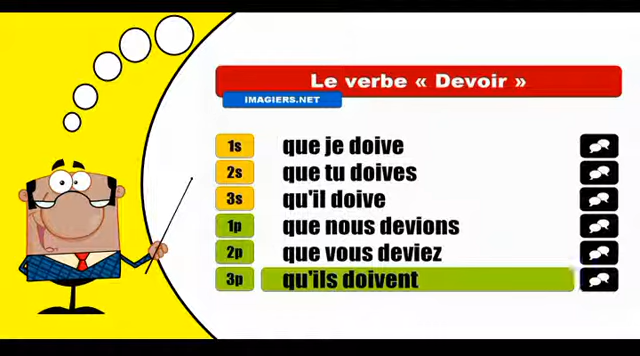 Le verbe « Devoir »
IMAGIERS.NET
1s que je doive
2s que tu doives
3s qu'il doive
1p que nous devions
2p que vous deviez
3p qu'ils doivent